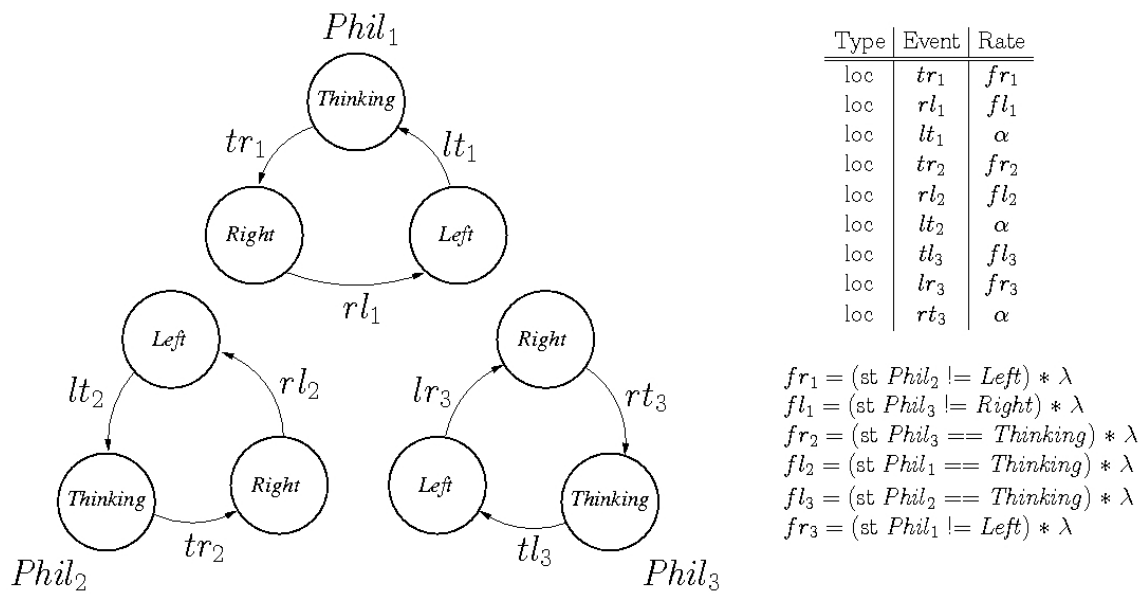 Phil₁
Thinking
tr₁
lt₁
Right
Left
rl₁
Left
lt₂
rl₂
Thinking
Right
tr₂
Phil₂
Right
lr₃
rt₃
Left
Thinking
tl₃
Phil₃
Type Event Rate
loc tr₁ fr₁
loc rl₁ fl₁
loc lt₁ α
loc tr₂ fr₂
loc rl₂ fl₂
loc lt₂ α
loc tl₃ fl₃
loc lr₃ fr₃
loc rt₃ α
fr₁ = (st Phil₂ != Left) * λ
fl₁ = (st Phil₃ != Right) * λ
fr₂ = (st Phil₃ == Thinking) * λ
fl₂ = (st Phil₁ == Thinking) * λ
fl₃ = (st Phil₂ == Thinking) * λ
fr₃ = (st Phil₁ != Left) * λ